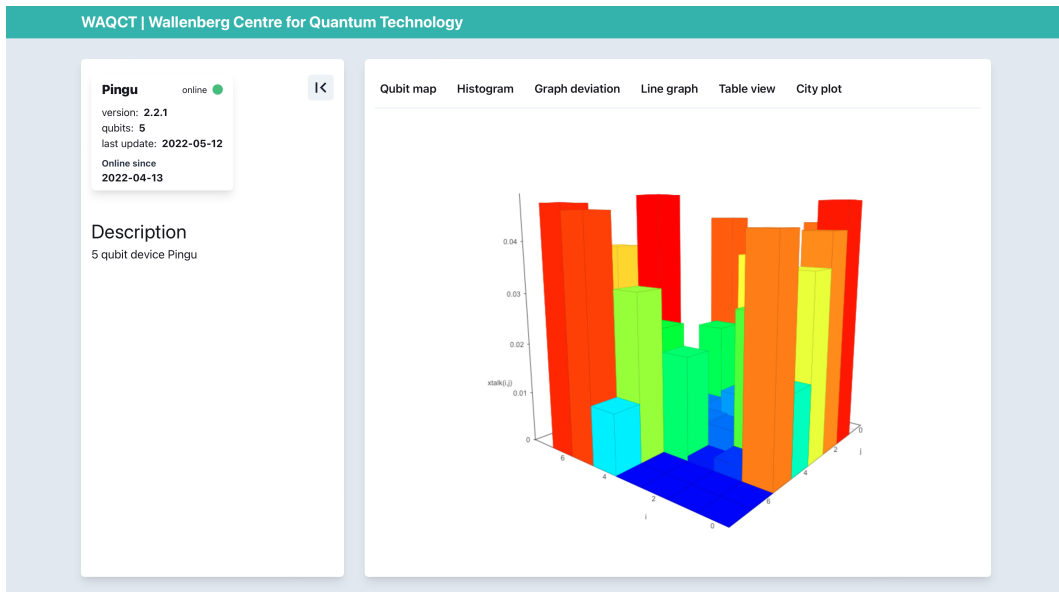 WAQCT | Wallenberg Centre for Quantum Technology
Pingu
online
version: 2.2.1
qubits: 5
last update: 2022-05-12
Online since
2022-04-13
Description
5 qubit device Pingu
Qubit map Histogram Graph deviation Line graph Table view City plot
0.04
0.03
0.02
xtalk(i,j)
0.01
0
6
4
2
0
i
6
4
2
0
j